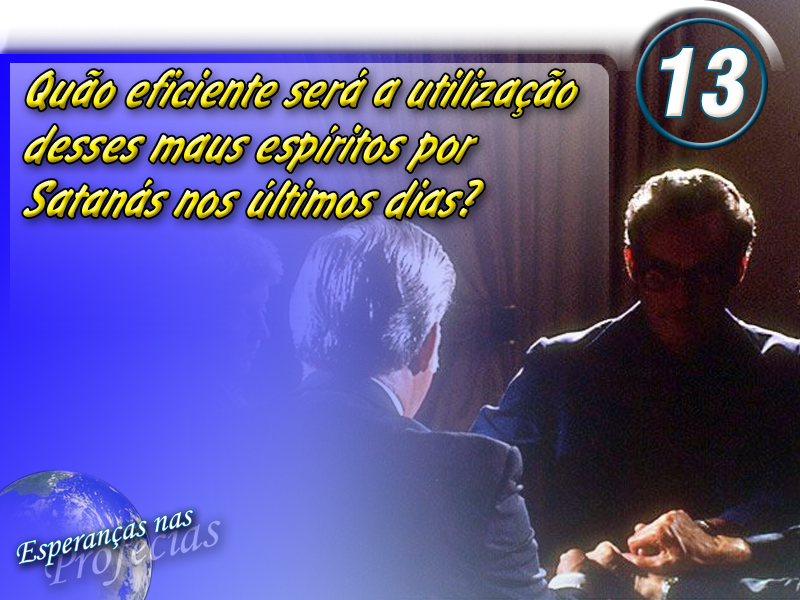 13
Quão eficiente será a utilização
desses maus espíritos por
Satanás nos últimos dias?
Esperanças nas
Profecias